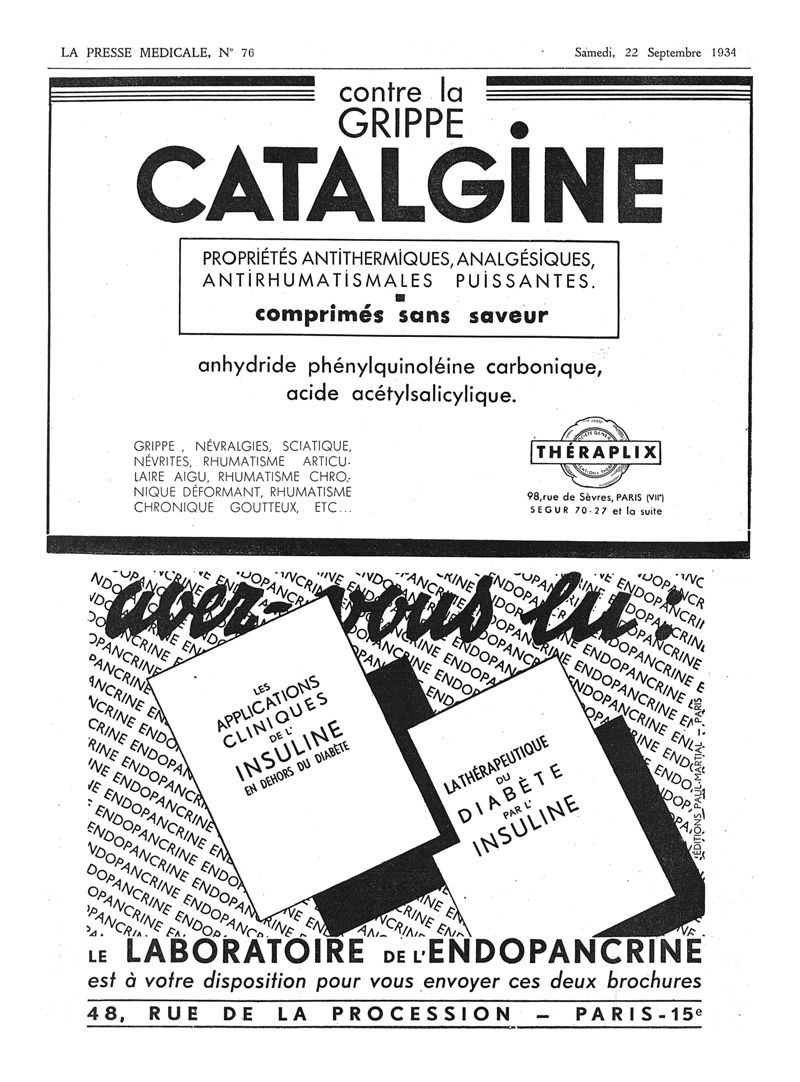 LA PRESSE MEDICALE, N° 76
Samedi, 22 Septembre 1934
contre la
GRIPPE
CATALGINE
PROPRIÉTÉS ANTITHERMIQUES, ANALGÉSIQUES,
ANTIRHUMATISMALES PUISSANTES.
comprimés sans saveur
anhydride phénylquinoléine carbonique,
acide acétylsalicylique.
GRIPPE, NÉVRALGIES, SCIATIQUE,
NÉVRITES, RHUMATISME ARTICU-
LAIRE AIGU, RHUMATISME CHRO-
NIQUE DÉFORMANT, RHUMATISME
CHRONIQUE GOUTTEUX, ETC...
THÉRAPLIX
98, rue de Sèvres, PARIS (VIIe)
SEGUR 70-27 et la suite
avez-vous lu :
LES
APPLICATIONS
CLINIQUES
DE L'
INSULINE
EN DEHORS DU DIABÈTE
LA THÉRAPEUTIQUE
DU
DIABÈTE
PAR L'
INSULINE
ENDOPANCRINE ENDOPANCRINE ENDOPANCRINE
ÉDITIONS PAUL-MARTIAL — PARIS
LE LABORATOIRE DE L'ENDOPANCRINE
est à votre disposition pour vous envoyer ces deux brochures
48, RUE DE LA PROCESSION — PARIS-15e